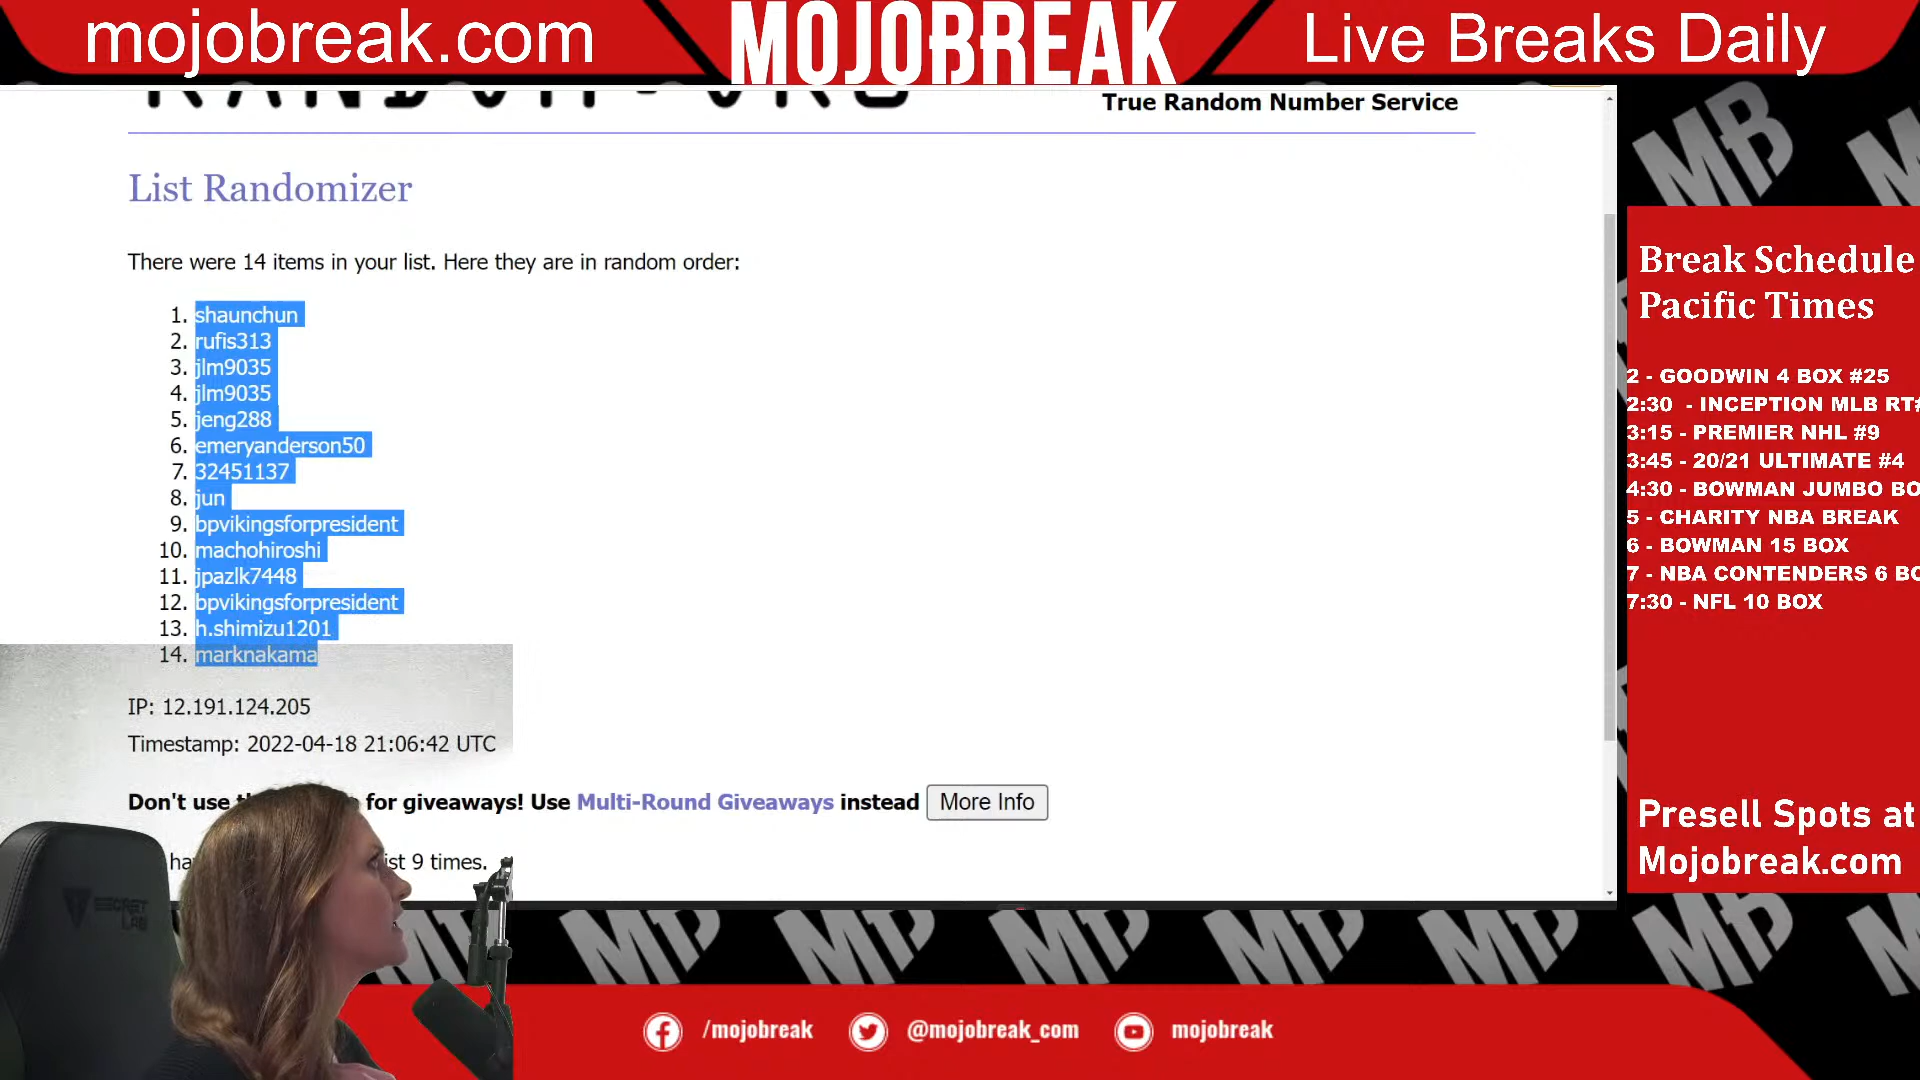 mojobreak.com
MOJOBREAK
Live Breaks Daily
True Random Number Service
List Randomizer
There were 14 items in your list. Here they are in random order:
1. shaunchun
2. rufis313
3. jlm9035
4. jlm9035
5. jeng288
6. emeryanderson50
7. 32451137
8. jun
9. bpvikingsforpresident
10. machohiroshi
11. jpazlk7448
12. bpvikingsforpresident
13. h.shimizu1201
14. marknakama
IP: 12.191.124.205
Timestamp: 2022-04-18 21:06:42 UTC
Don't use for giveaways! Use Multi-Round Giveaways instead
More Info
9 times.
Break Schedule
Pacific Times
2 - GOODWIN 4 BOX #25
2:30 - INCEPTION MLB
3:15 - PREMIER NHL #9
3:45 - 20/21 ULTIMATE #4
4:30 - BOWMAN JUMBO
5 - CHARITY NBA BREAK
6 - BOWMAN 15 BOX
7 - NBA CONTENDERS 6
7:30 - NFL 10 BOX
Presell Spots at
Mojobreak.com
SECRET
LAB
/mojobreak
@mojobreak_com
mojobreak